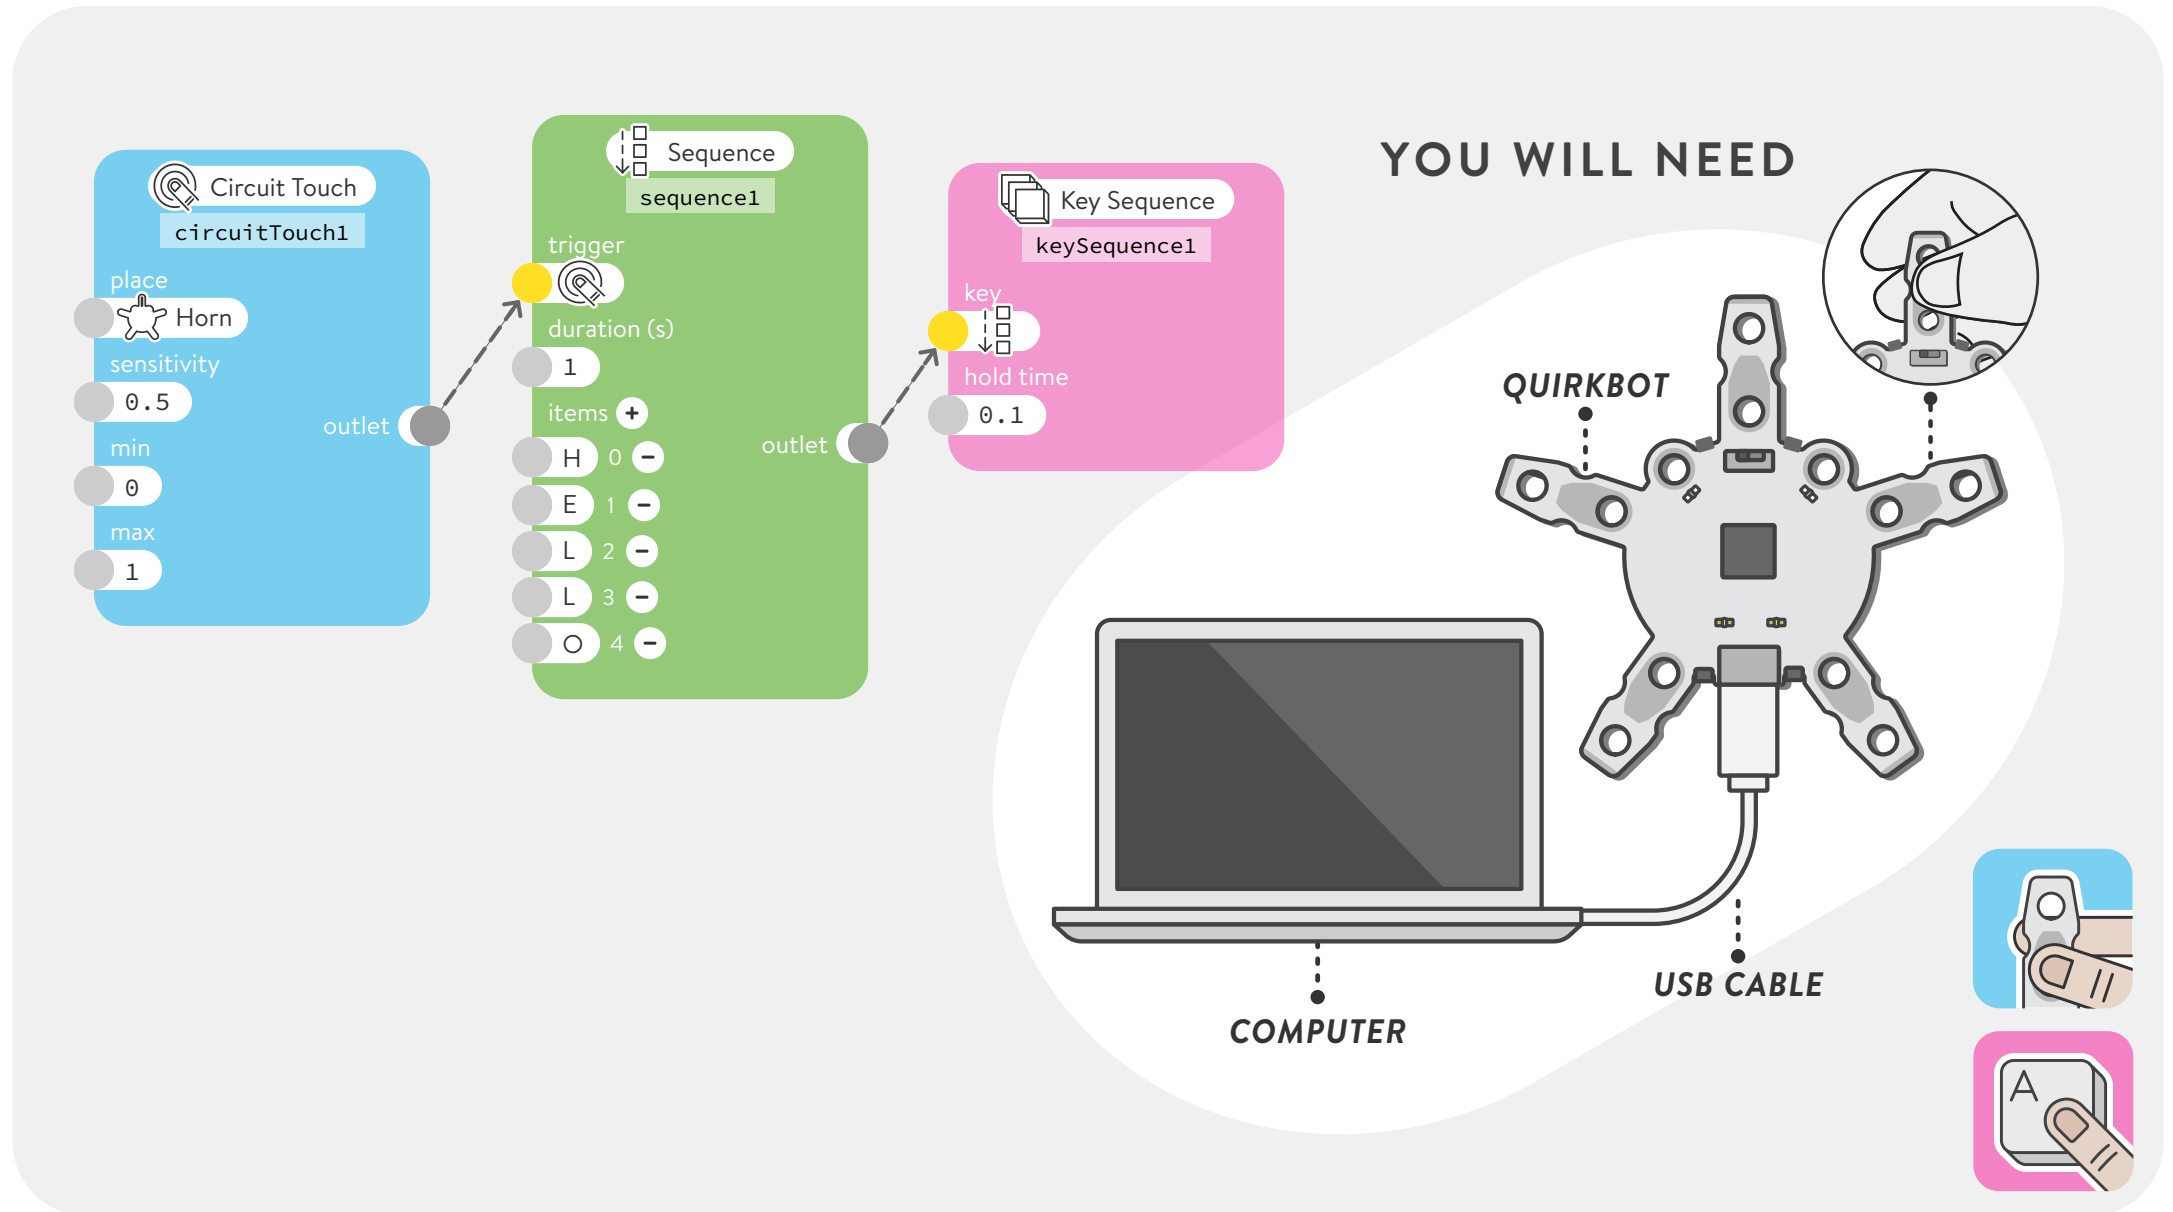 Circuit Touch
circuitTouch1
place
Horn
sensitivity
0.5
min
0
max
1
outlet
Sequence
sequence1
trigger
duration (s)
1
items +
H 0 −
E 1 −
L 2 −
L 3 −
O 4 −
outlet
Key Sequence
keySequence1
key
hold time
0.1
YOU WILL NEED
QUIRKBOT
COMPUTER
USB CABLE
A